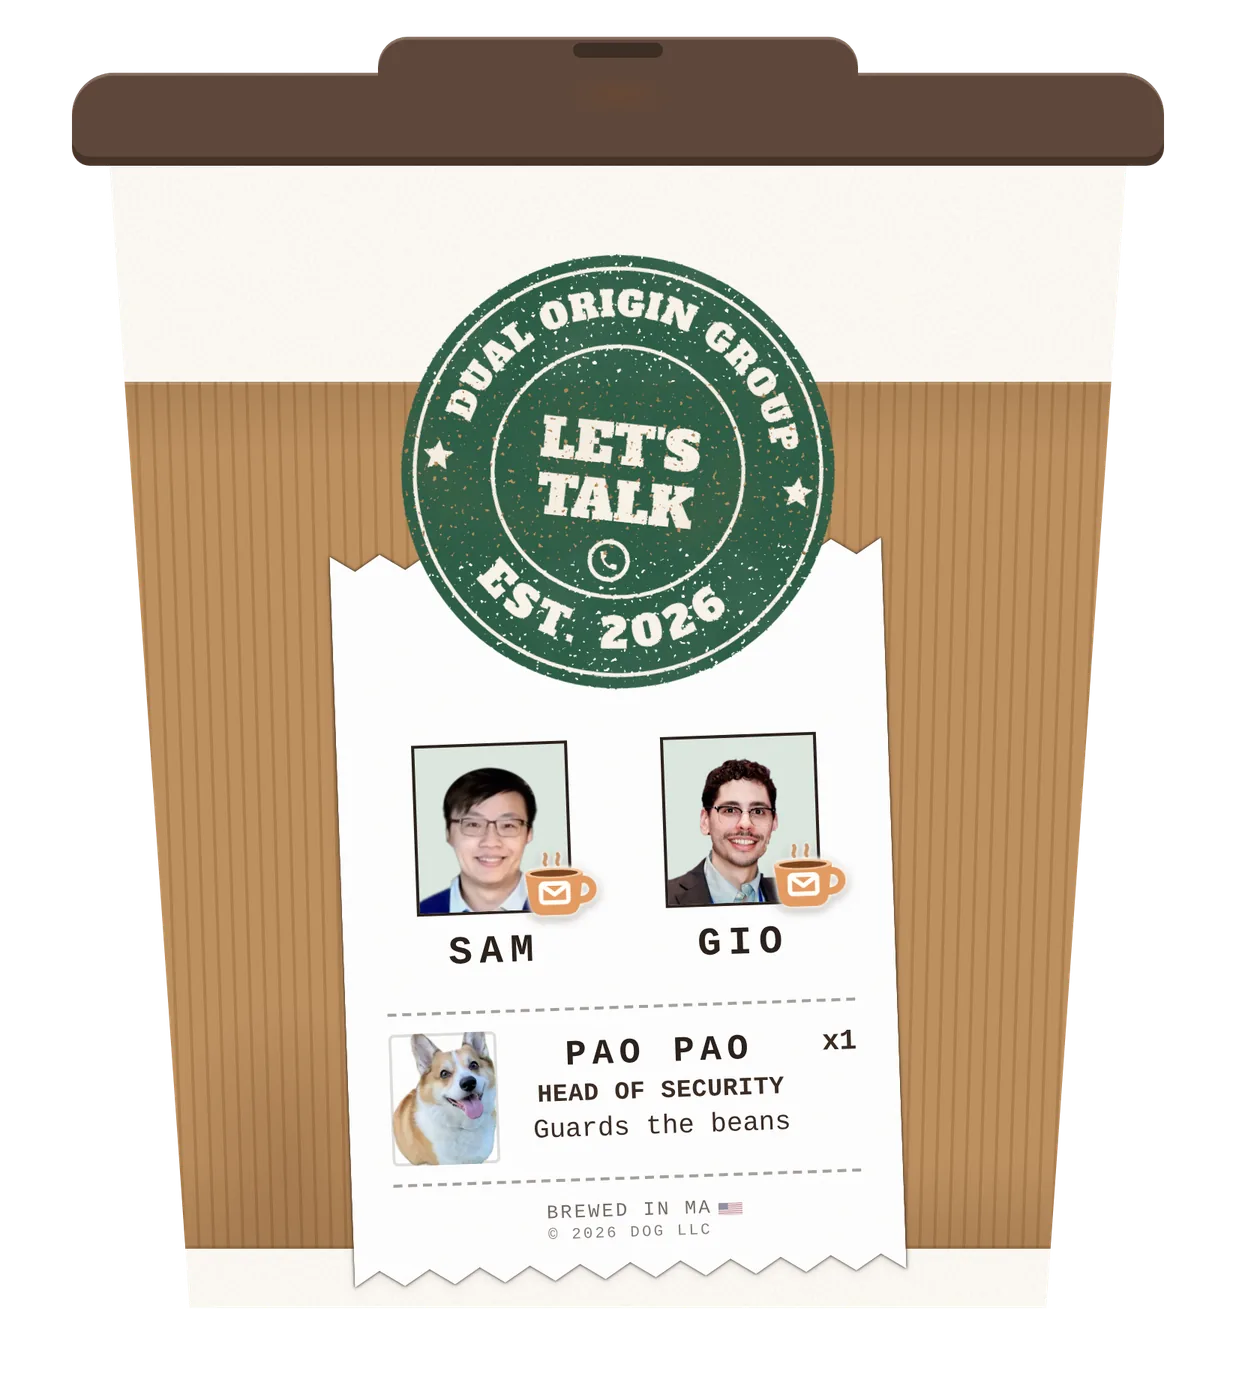 DUAL ORIGIN GROUP
LET'S
TALK
EST. 2026
SAM
GIO
PAO PAO
x1
HEAD OF SECURITY
Guards the beans
BREWED IN MA
© 2026 DOG LLC